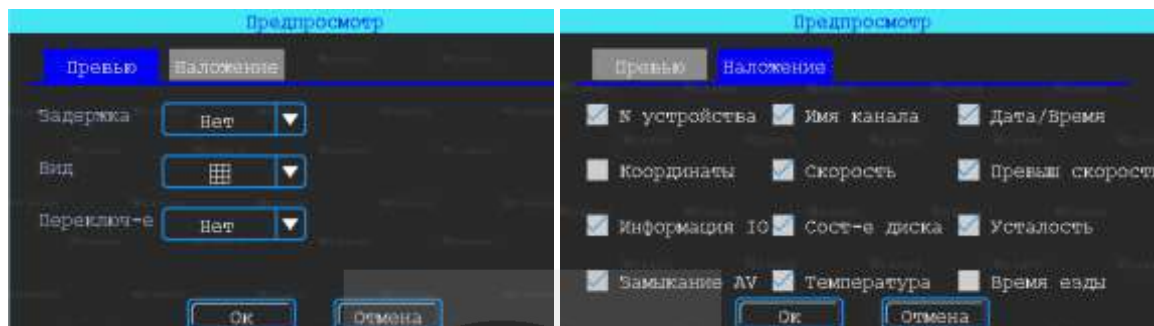 Предпросмотр
Превью Наложение
Задержка Нет
Вид
Переключ-е Нет
Ок Отмена
Предпросмотр
Превью Наложение
N устройства Имя канала Дата/Время
Координаты Скорость Превыш скорости
Информация IO Сост-е диска Усталость
Замыкание AV Температура Время езды
Ок Отмена